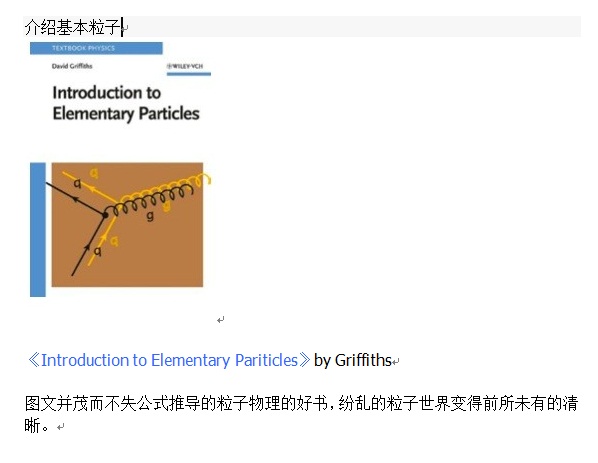 介绍基本粒子
TEXTBOOK PHYSICS
David Griffiths
WILEY-VCH
Introduction to
Elementary Particles
q
q
g
g
q
q
《Introduction to Elementary Pariticles》by Griffiths
图文并茂而不失公式推导的粒子物理的好书，纷乱的粒子世界变得前所未有的清
晰。